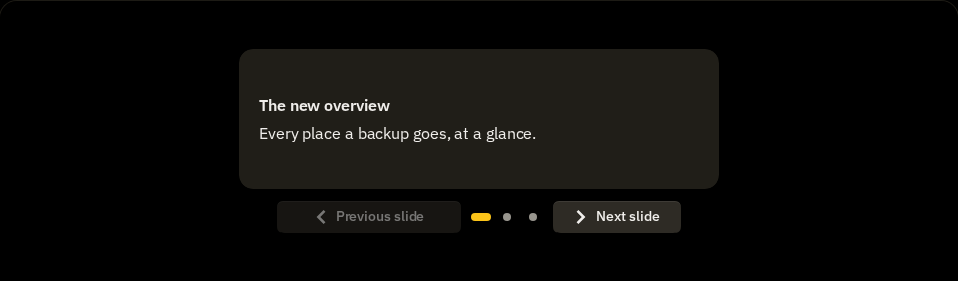 The new overview
Every place a backup goes, at a glance.
Previous slide
Next slide